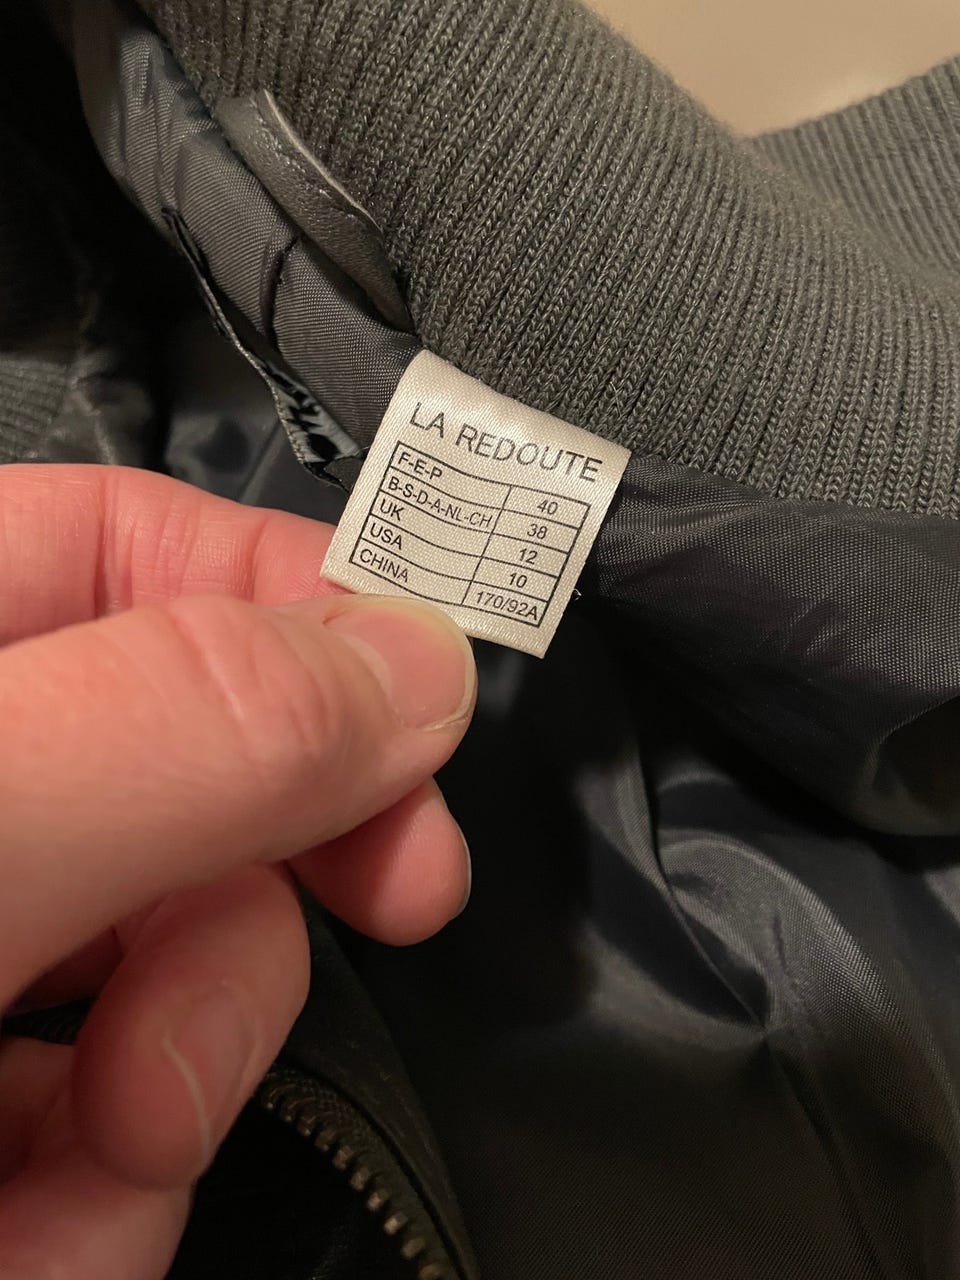 LA REDOUTE
F-E-P 40
B-S-D-A-NL-CH 38
UK 12
USA 10
CHINA 170/92A